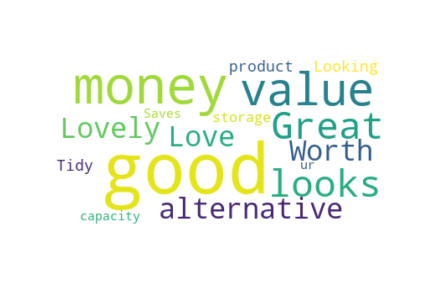 product Looking
money value
Saves storage
Lovely Love Great
Worth
Tidy good ur looks
capacity alternative